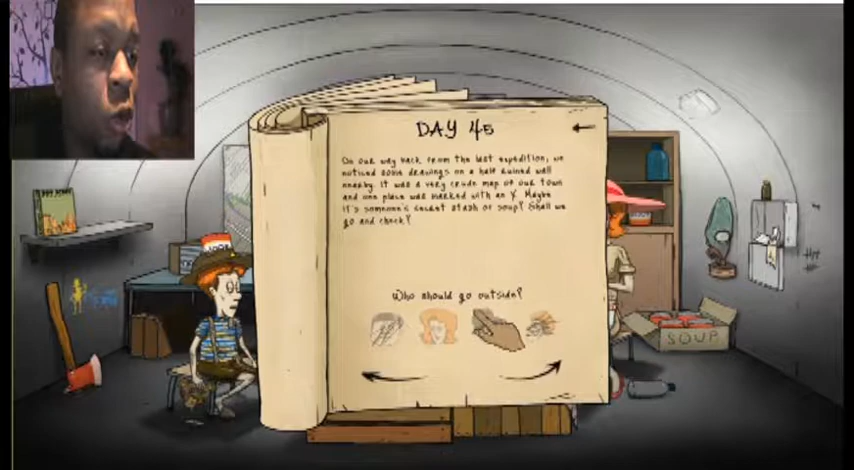 DAY 45
On our way back from the last expedition, we
noticed some drawings on a half ruined wall
nearby. It was a very crude map of our town
and one place was marked with an X. Maybe
it's someone's secret stash of soup? Shall we
go and check?
Who should go outside?
SOUP